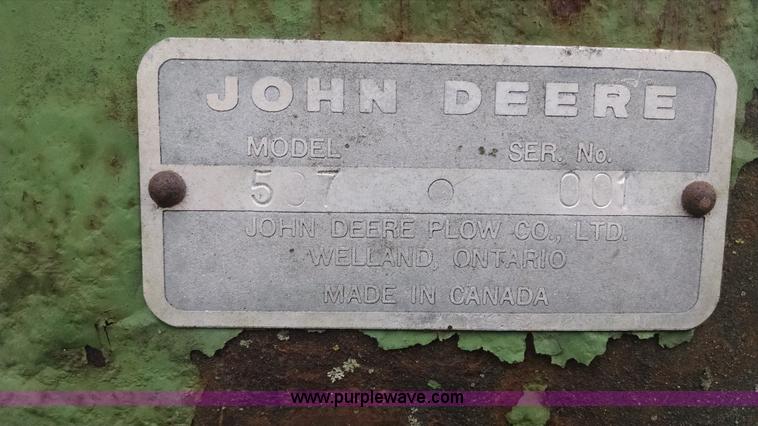 JOHN DEERE
MODEL SER. No.
507 001
JOHN DEERE PLOW CO., LTD.
WELLAND, ONTARIO
MADE IN CANADA
www.purplewave.com